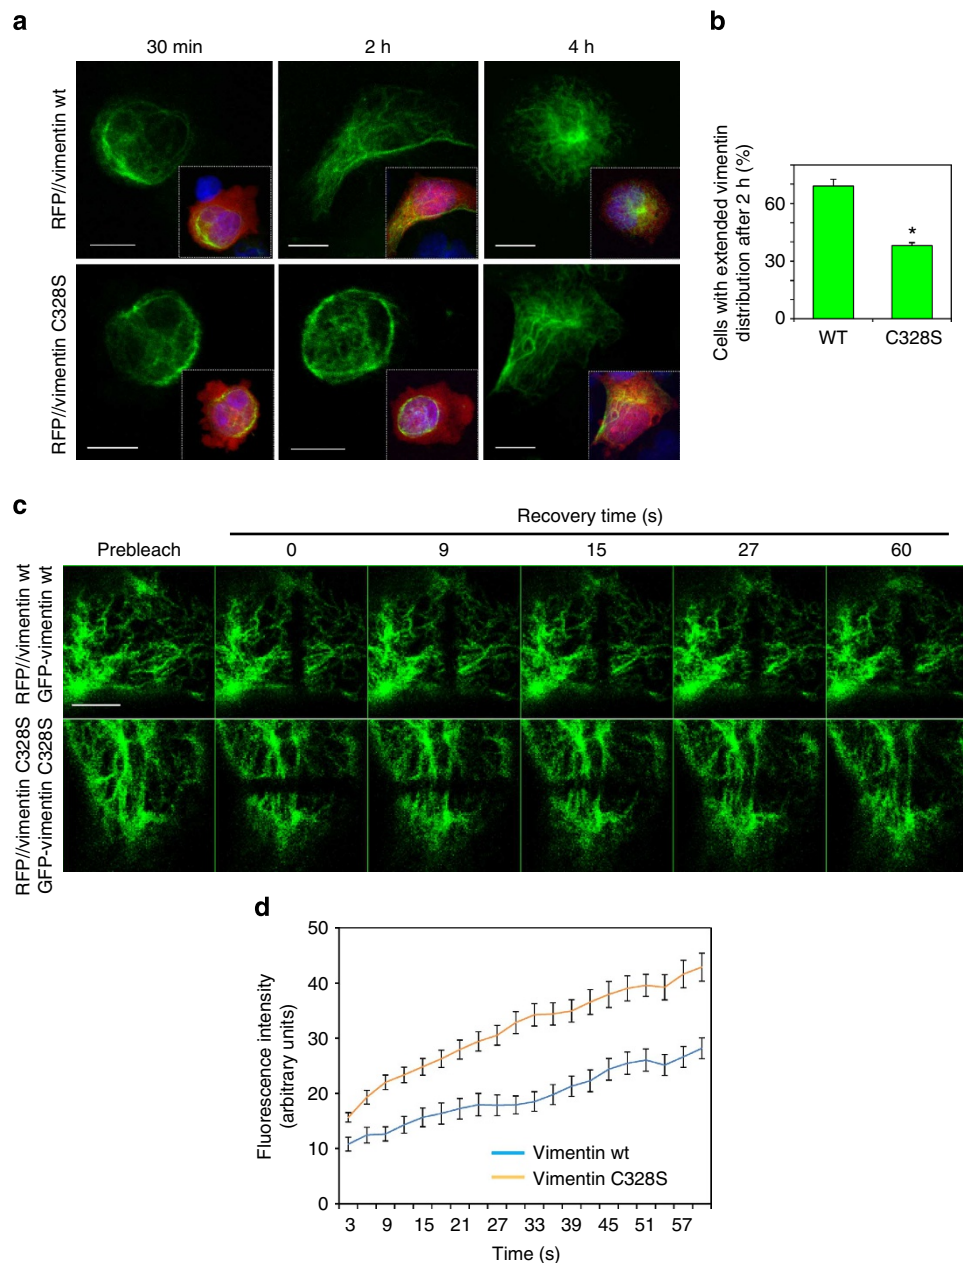 a
30 min
2 h
4 h
RFP//vimentin wt
RFP//vimentin C328S
b
Cells with extended vimentin
distribution after 2 h (%)
60
30
0
*
WT
C328S
c
Recovery time (s)
Prebleach
0
9
15
27
60
RFP//vimentin wt
GFP-vimentin wt
RFP//vimentin C328S
GFP-vimentin C328S
d
Fluorescence intensity
(arbitrary units)
50
40
30
20
10
0
Vimentin wt
Vimentin C328S
3 9 15 21 27 33 39 45 51 57
Time (s)